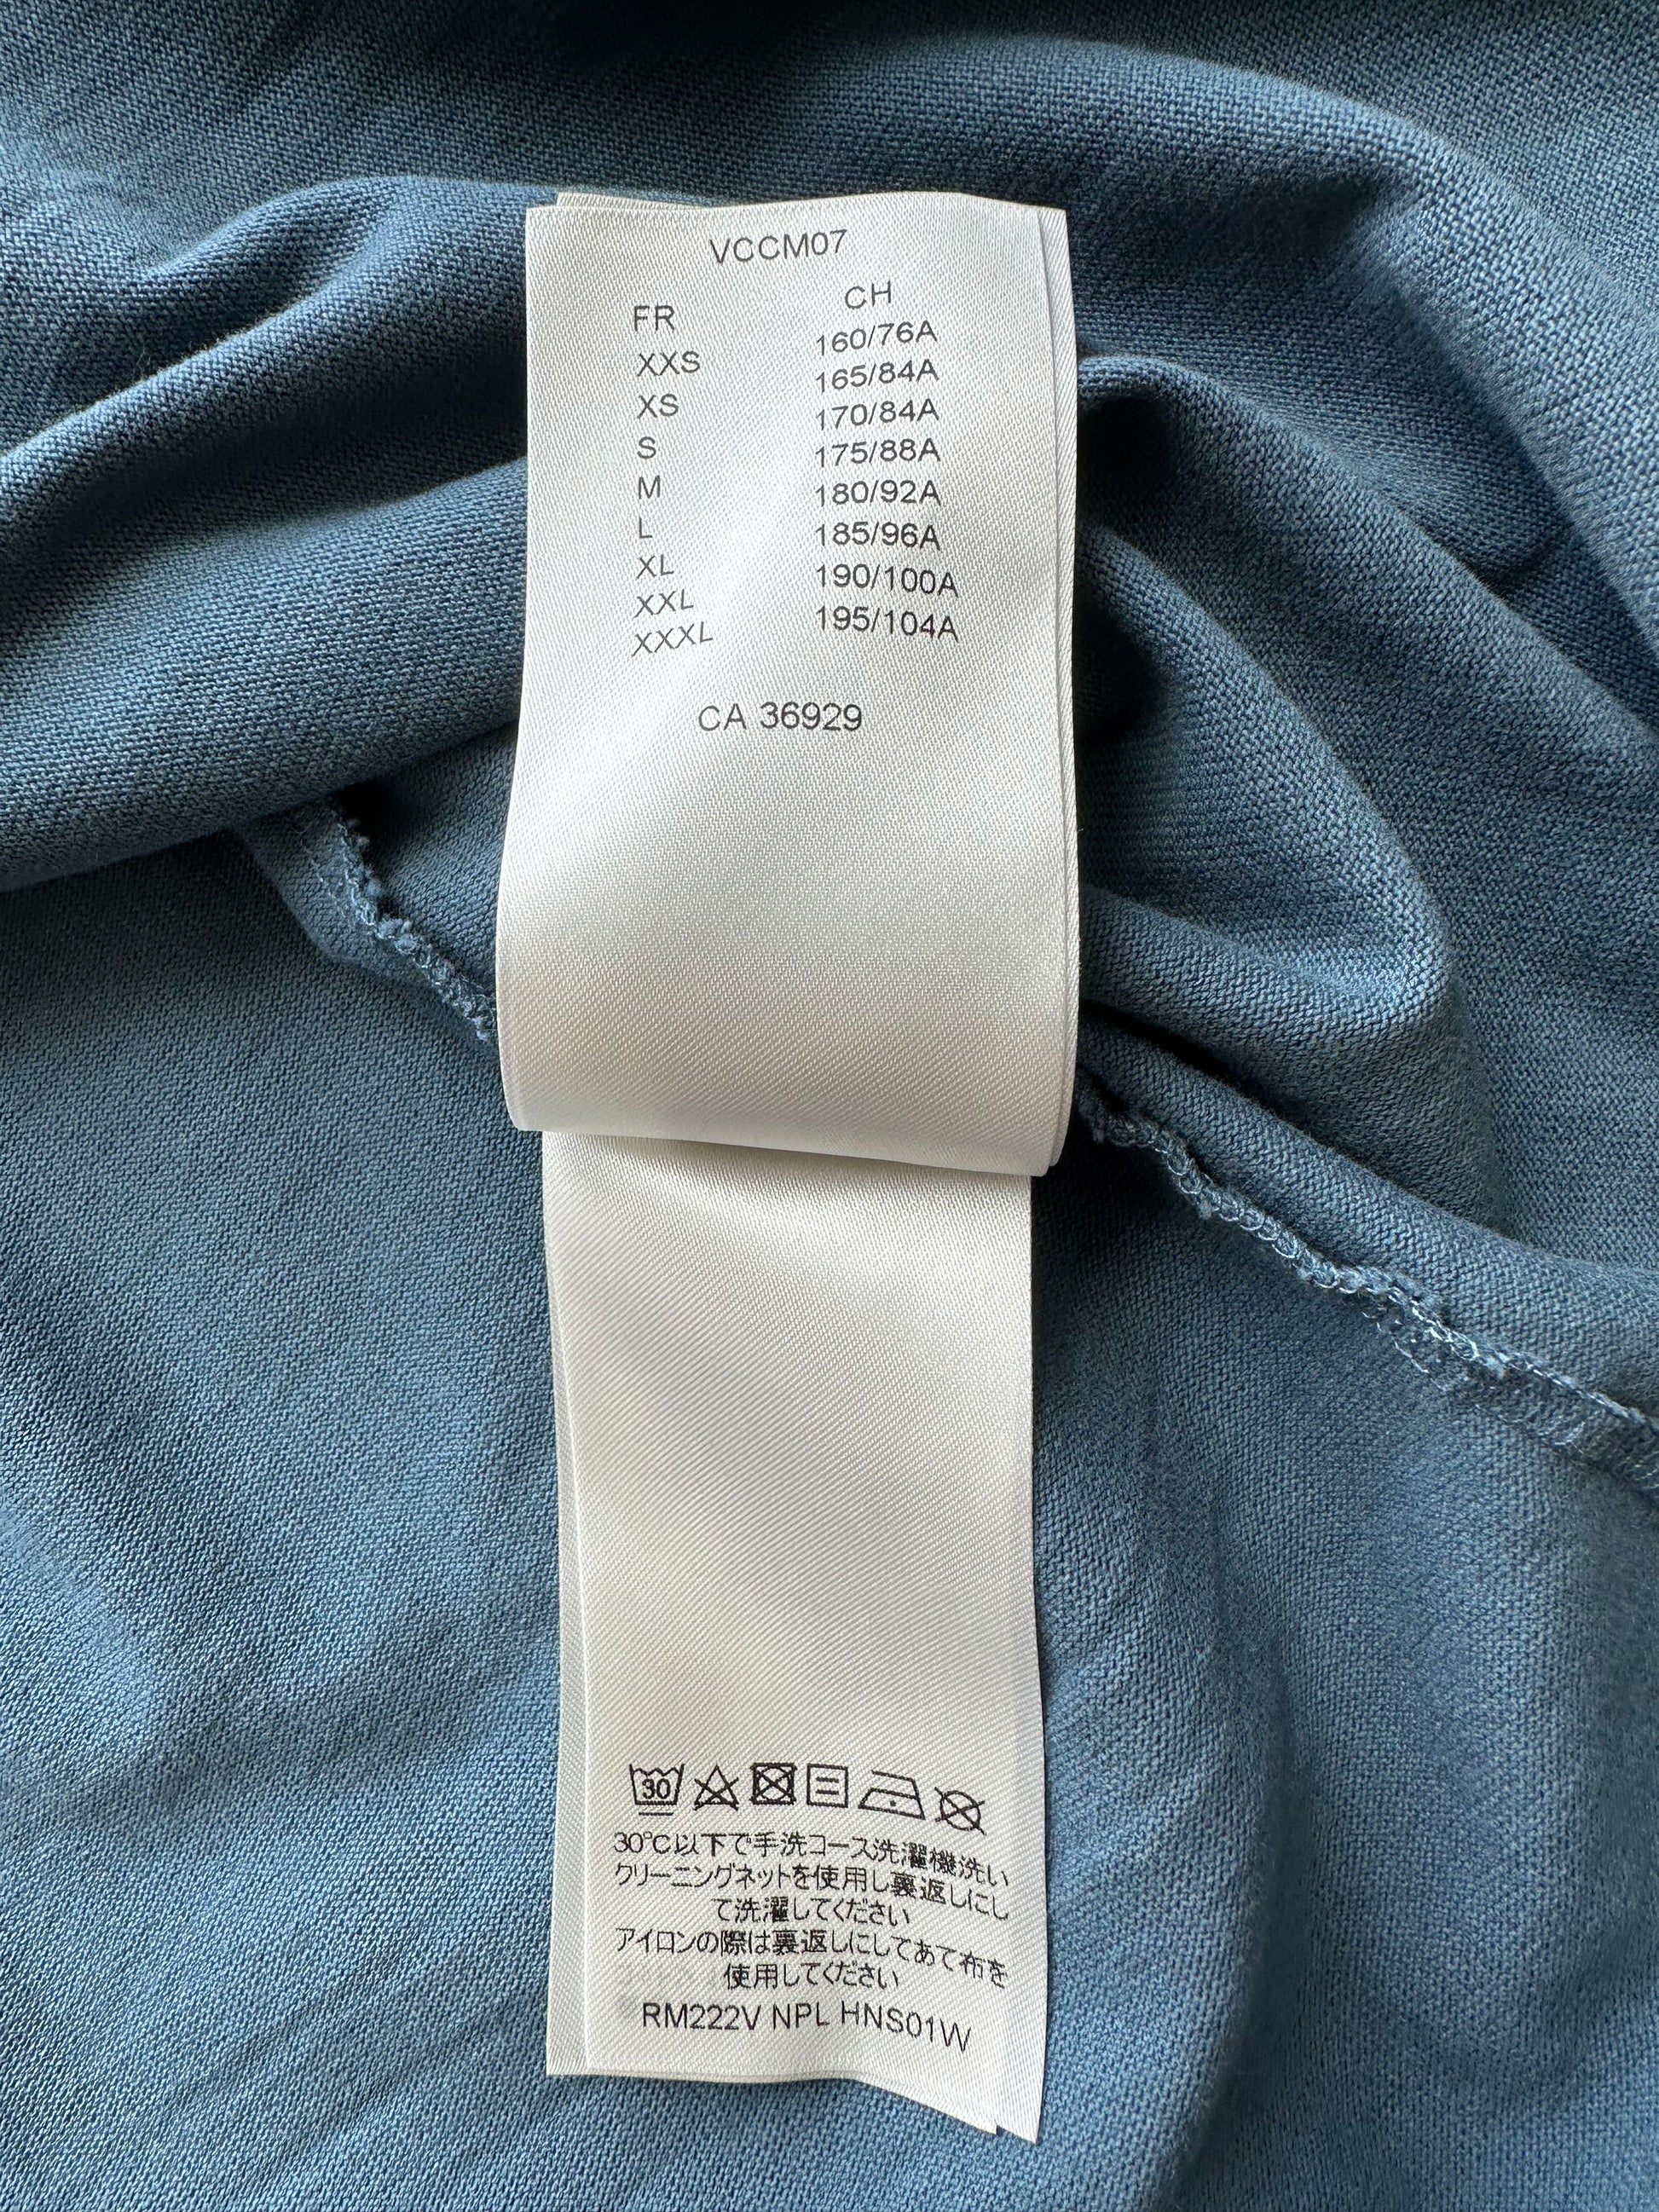 VCCM07
FR CH
XXS 160/76A
XS 165/84A
S 170/84A
M 175/88A
L 180/92A
XL 185/96A
XXL 190/100A
XXXL 195/104A
CA 36929
30
30℃以下で手洗コース洗濯機洗い
クリーニングネットを使用し裏返しにし
て洗濯してください
アイロンの際は裏返しにしてあて布を
使用してください
RM222V NPL HNS01W